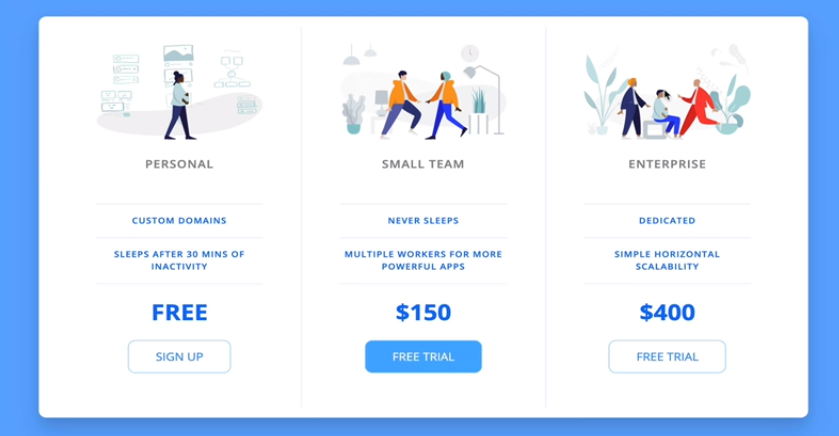 PERSONAL
CUSTOM DOMAINS
SLEEPS AFTER 30 MINS OF
INACTIVITY
FREE
SIGN UP
SMALL TEAM
NEVER SLEEPS
MULTIPLE WORKERS FOR MORE
POWERFUL APPS
$150
FREE TRIAL
ENTERPRISE
DEDICATED
SIMPLE HORIZONTAL
SCALABILITY
$400
FREE TRIAL